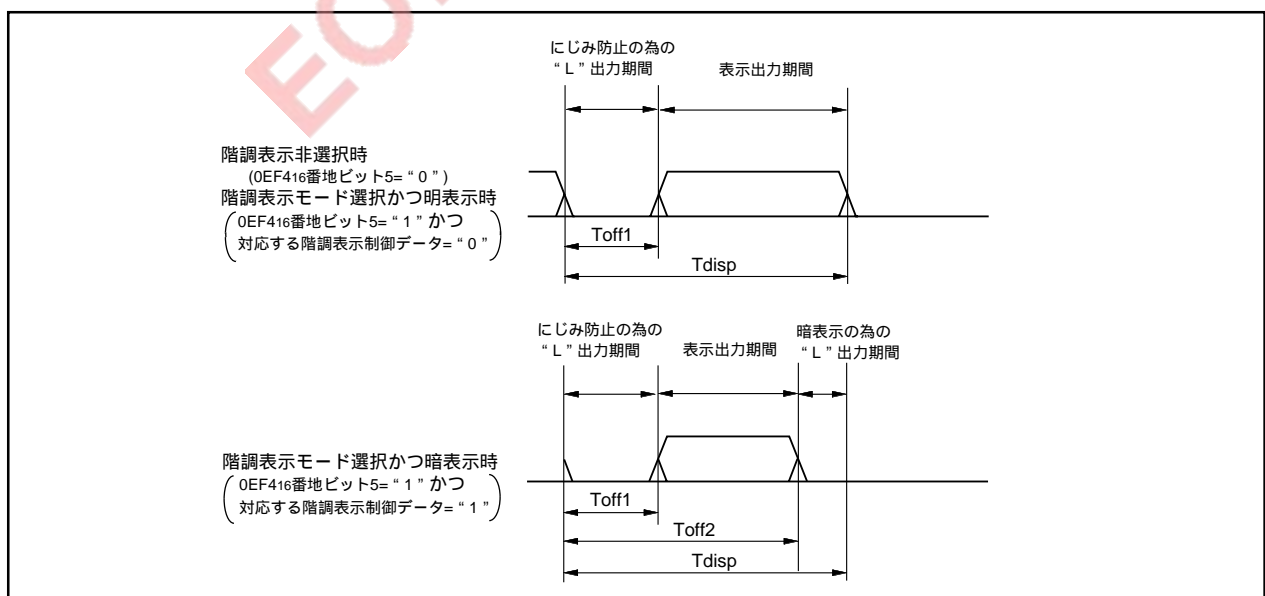 にじみ防止の為の
“L”出力期間
表示出力期間
階調表示非選択時
(0EF416番地ビット5=“0”)
階調表示モード選択かつ明表示時
0EF416番地ビット5=“1”かつ
対応する階調表示制御データ=“0”
Toff1
Tdisp
にじみ防止の為の
“L”出力期間
表示出力期間
暗表示の為の
“L”出力期間
階調表示モード選択かつ暗表示時
0EF416番地ビット5=“1”かつ
対応する階調表示制御データ=“1”
Toff1
Toff2
Tdisp